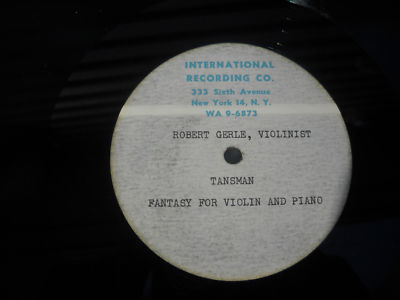 INTERNATIONAL
RECORDING CO.
333 Sixth Avenue
New York 14, N. Y.
WA 9-6873
ROBERT GERLE, VIOLINIST
TANSMAN
FANTASY FOR VIOLIN AND PIANO